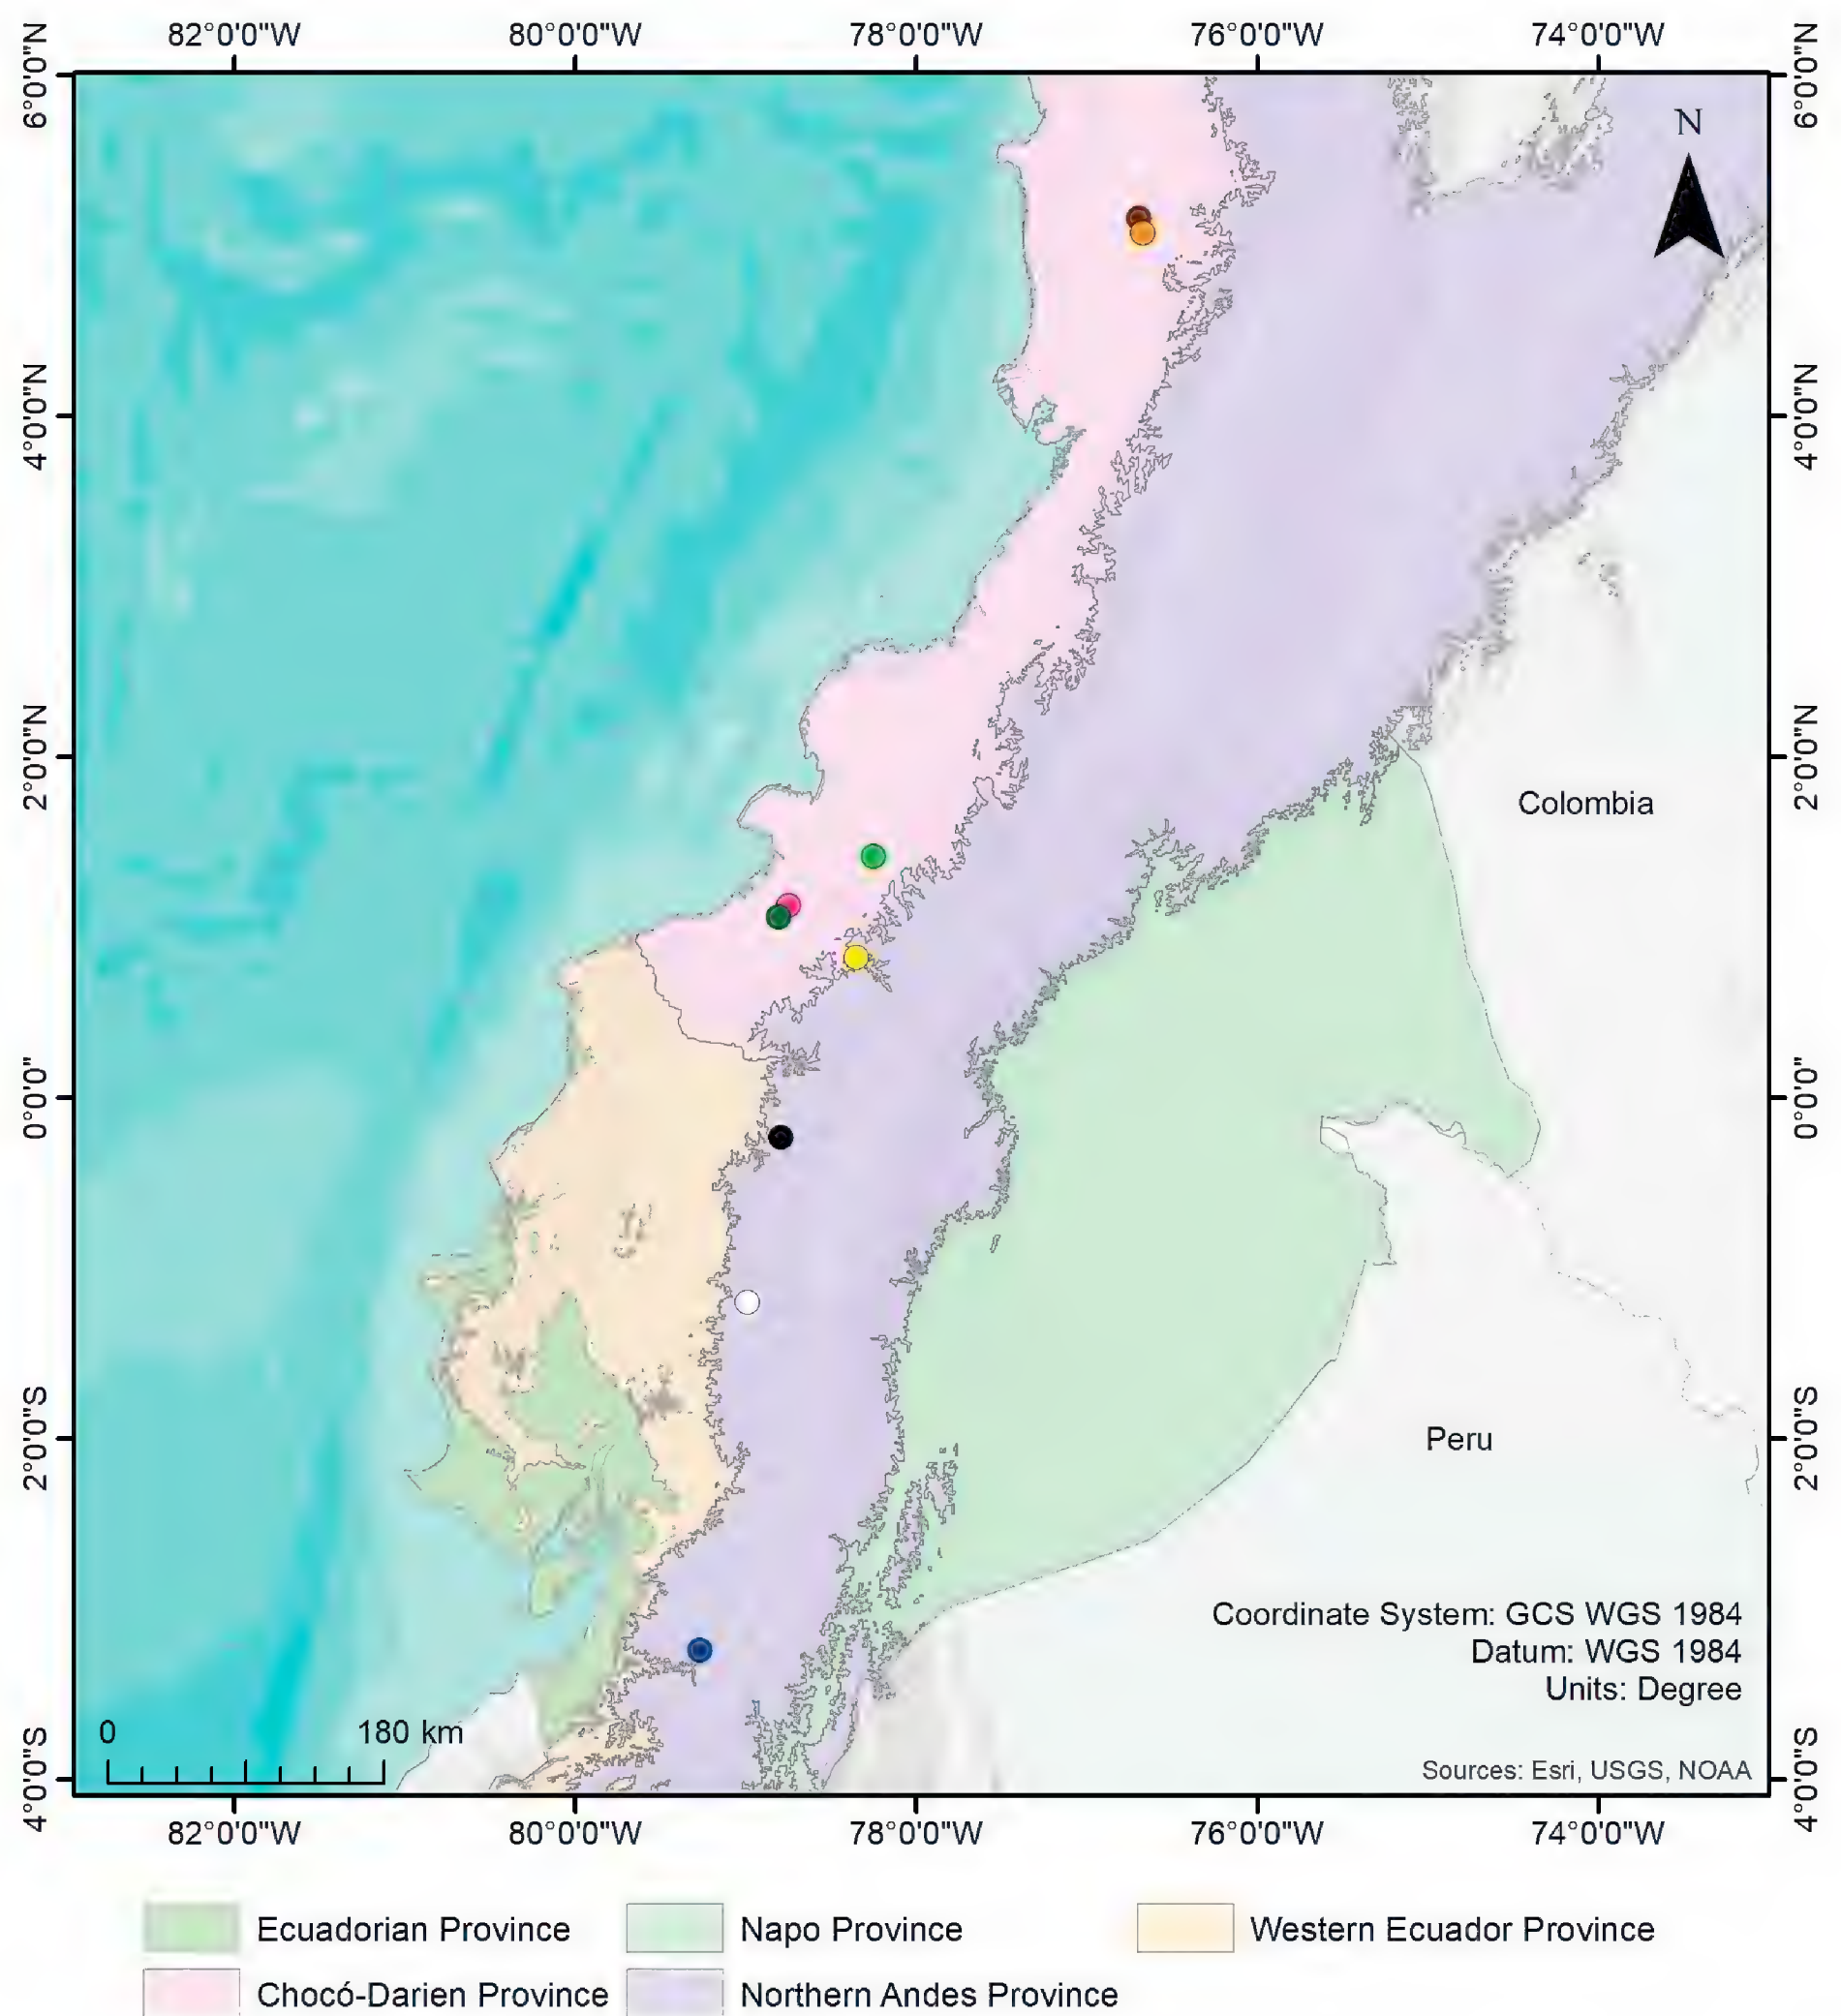 82°0'0"W 80°0'0"W 78°0'0"W 76°0'0"W 74°0'0"W
6°0'0"N 6°0'0"N
N
4°0'0"N 4°0'0"N
2°0'0"N 2°0'0"N
Colombia
0°0'0" 0°0'0"
2°0'0"S 2°0'0"S
Peru
Coordinate System: GCS WGS 1984
Datum: WGS 1984
Units: Degree
0 180 km
Sources: Esri, USGS, NOAA
4°0'0"S 4°0'0"S
82°0'0"W 80°0'0"W 78°0'0"W 76°0'0"W 74°0'0"W
Ecuadorian Province Napo Province Western Ecuador Province
Chocó-Darien Province Northern Andes Province